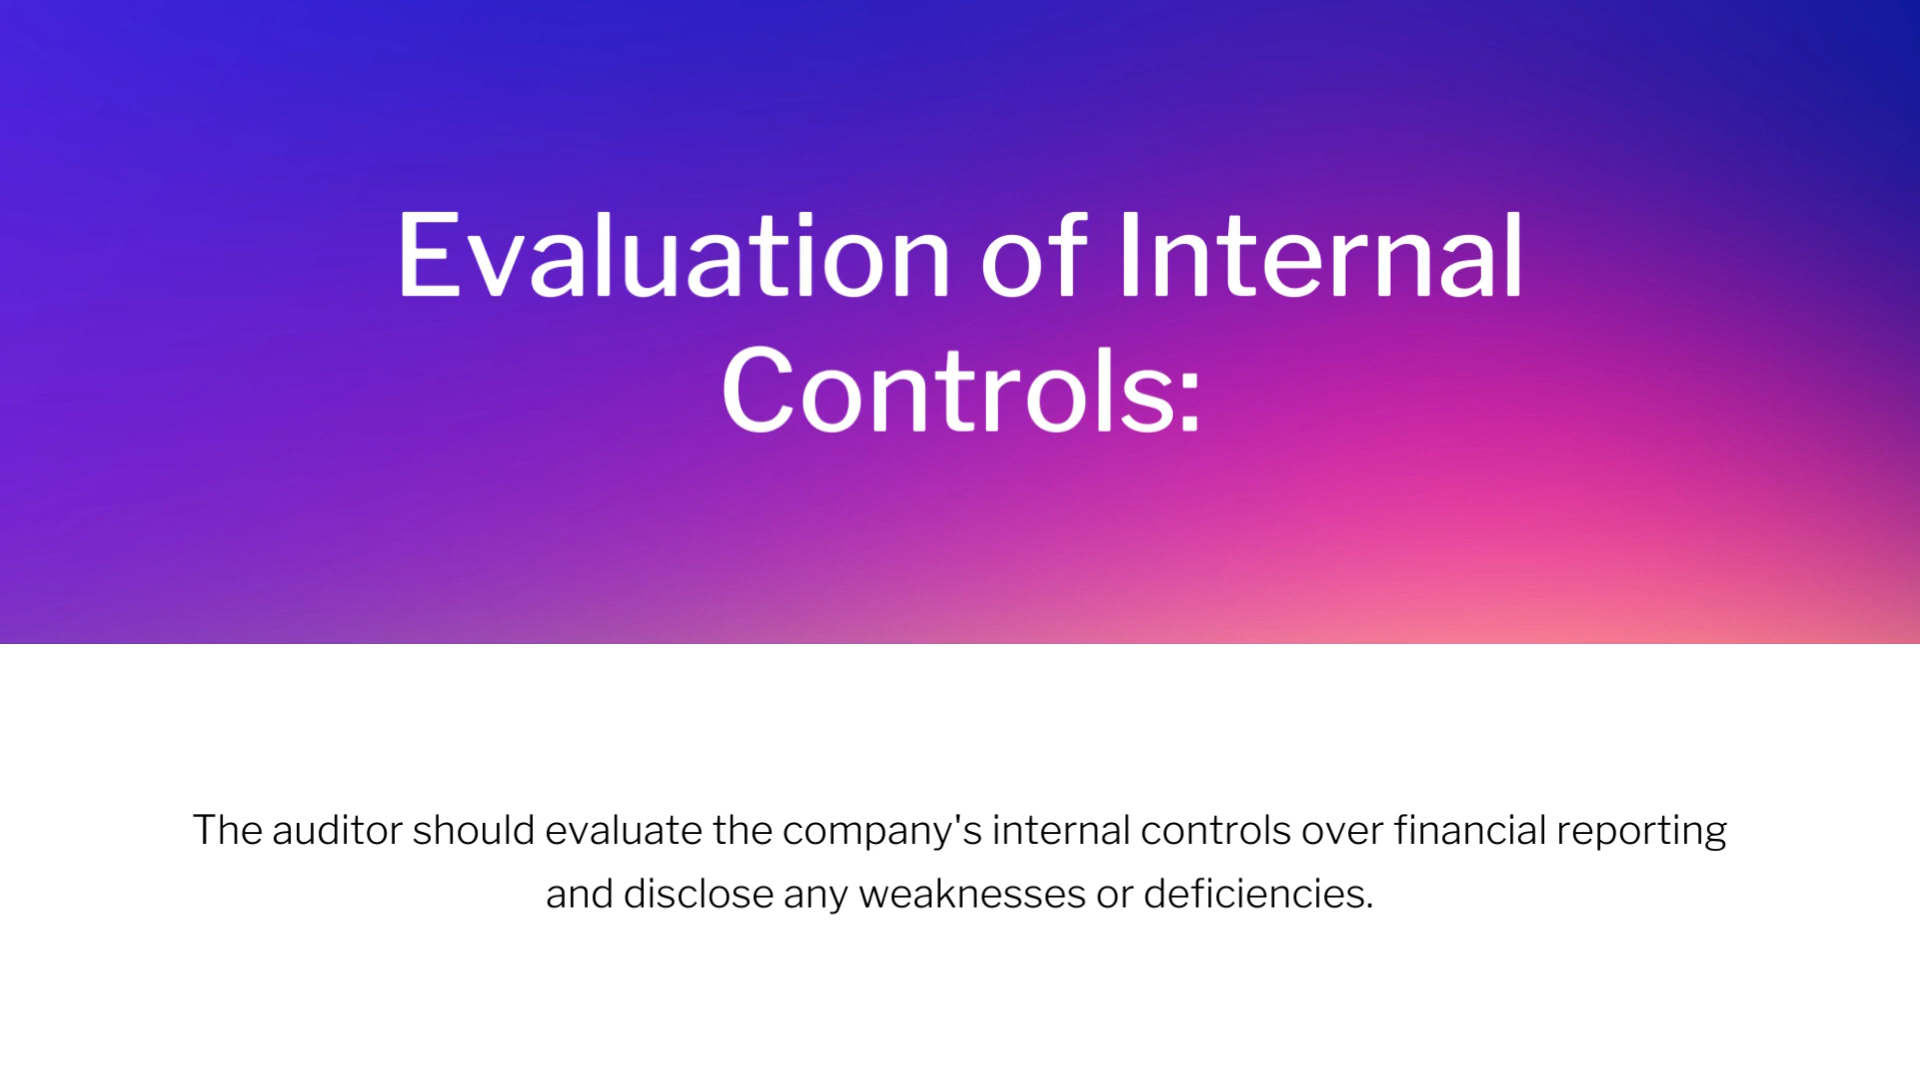 Evaluation of Internal
Controls:
The auditor should evaluate the company's internal controls over financial reporting
and disclose any weaknesses or deficiencies.